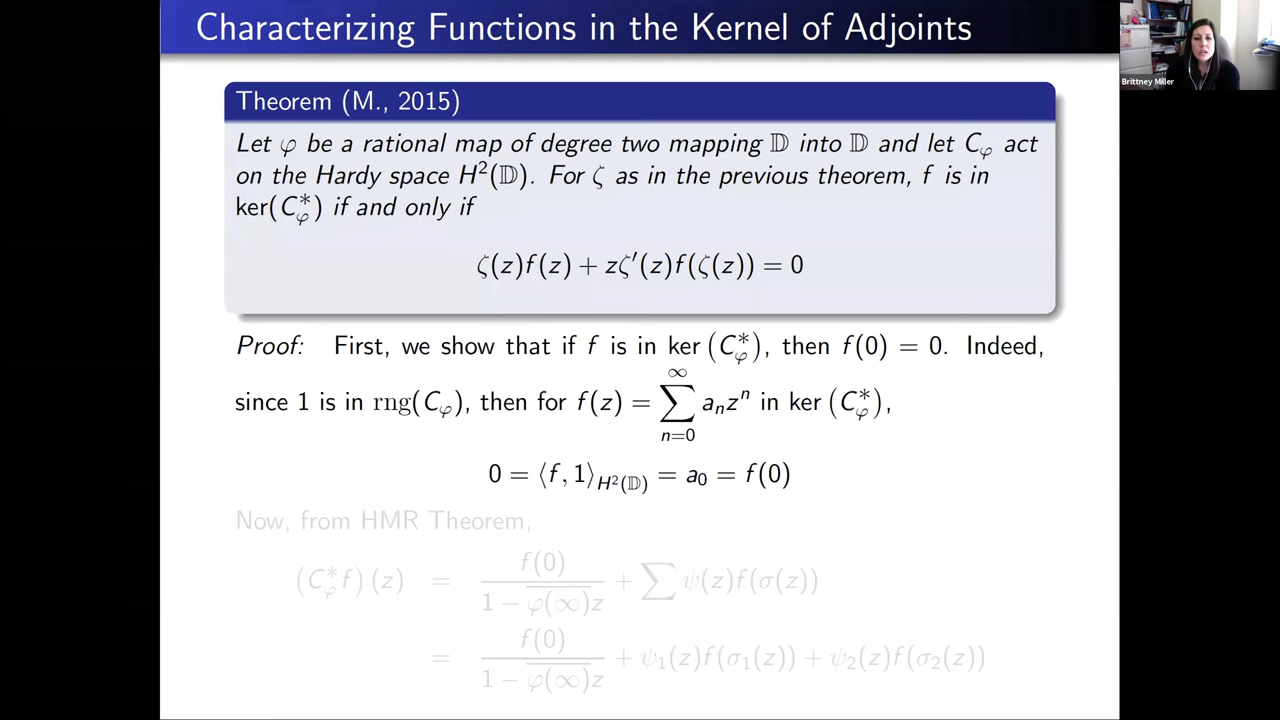 Characterizing Functions in the Kernel of Adjoints
Brittney Miller
Theorem (M., 2015)
Let φ be a rational map of degree two mapping 𝔻 into 𝔻 and let C_φ act
on the Hardy space H²(𝔻). For ζ as in the previous theorem, f is in
ker(C*_φ) if and only if
ζ(z)f(z) + zζ′(z)f(ζ(z)) = 0
Proof: First, we show that if f is in ker (C*_φ), then f(0) = 0. Indeed,
since 1 is in rng(C_φ), then for f(z) = ∑_{n=0}^{∞} a_n z^n in ker (C*_φ),
0 = ⟨f, 1⟩_{H²(𝔻)} = a_0 = f(0)
Now, from HMR Theorem,
(C*_φ f) (z) = f(0) / (1 − \overline{φ(∞)}z) + ∑ ψ(z)f(σ(z))
= f(0) / (1 − \overline{φ(∞)}z) + ψ_1(z)f(σ_1(z)) + ψ_2(z)f(σ_2(z))